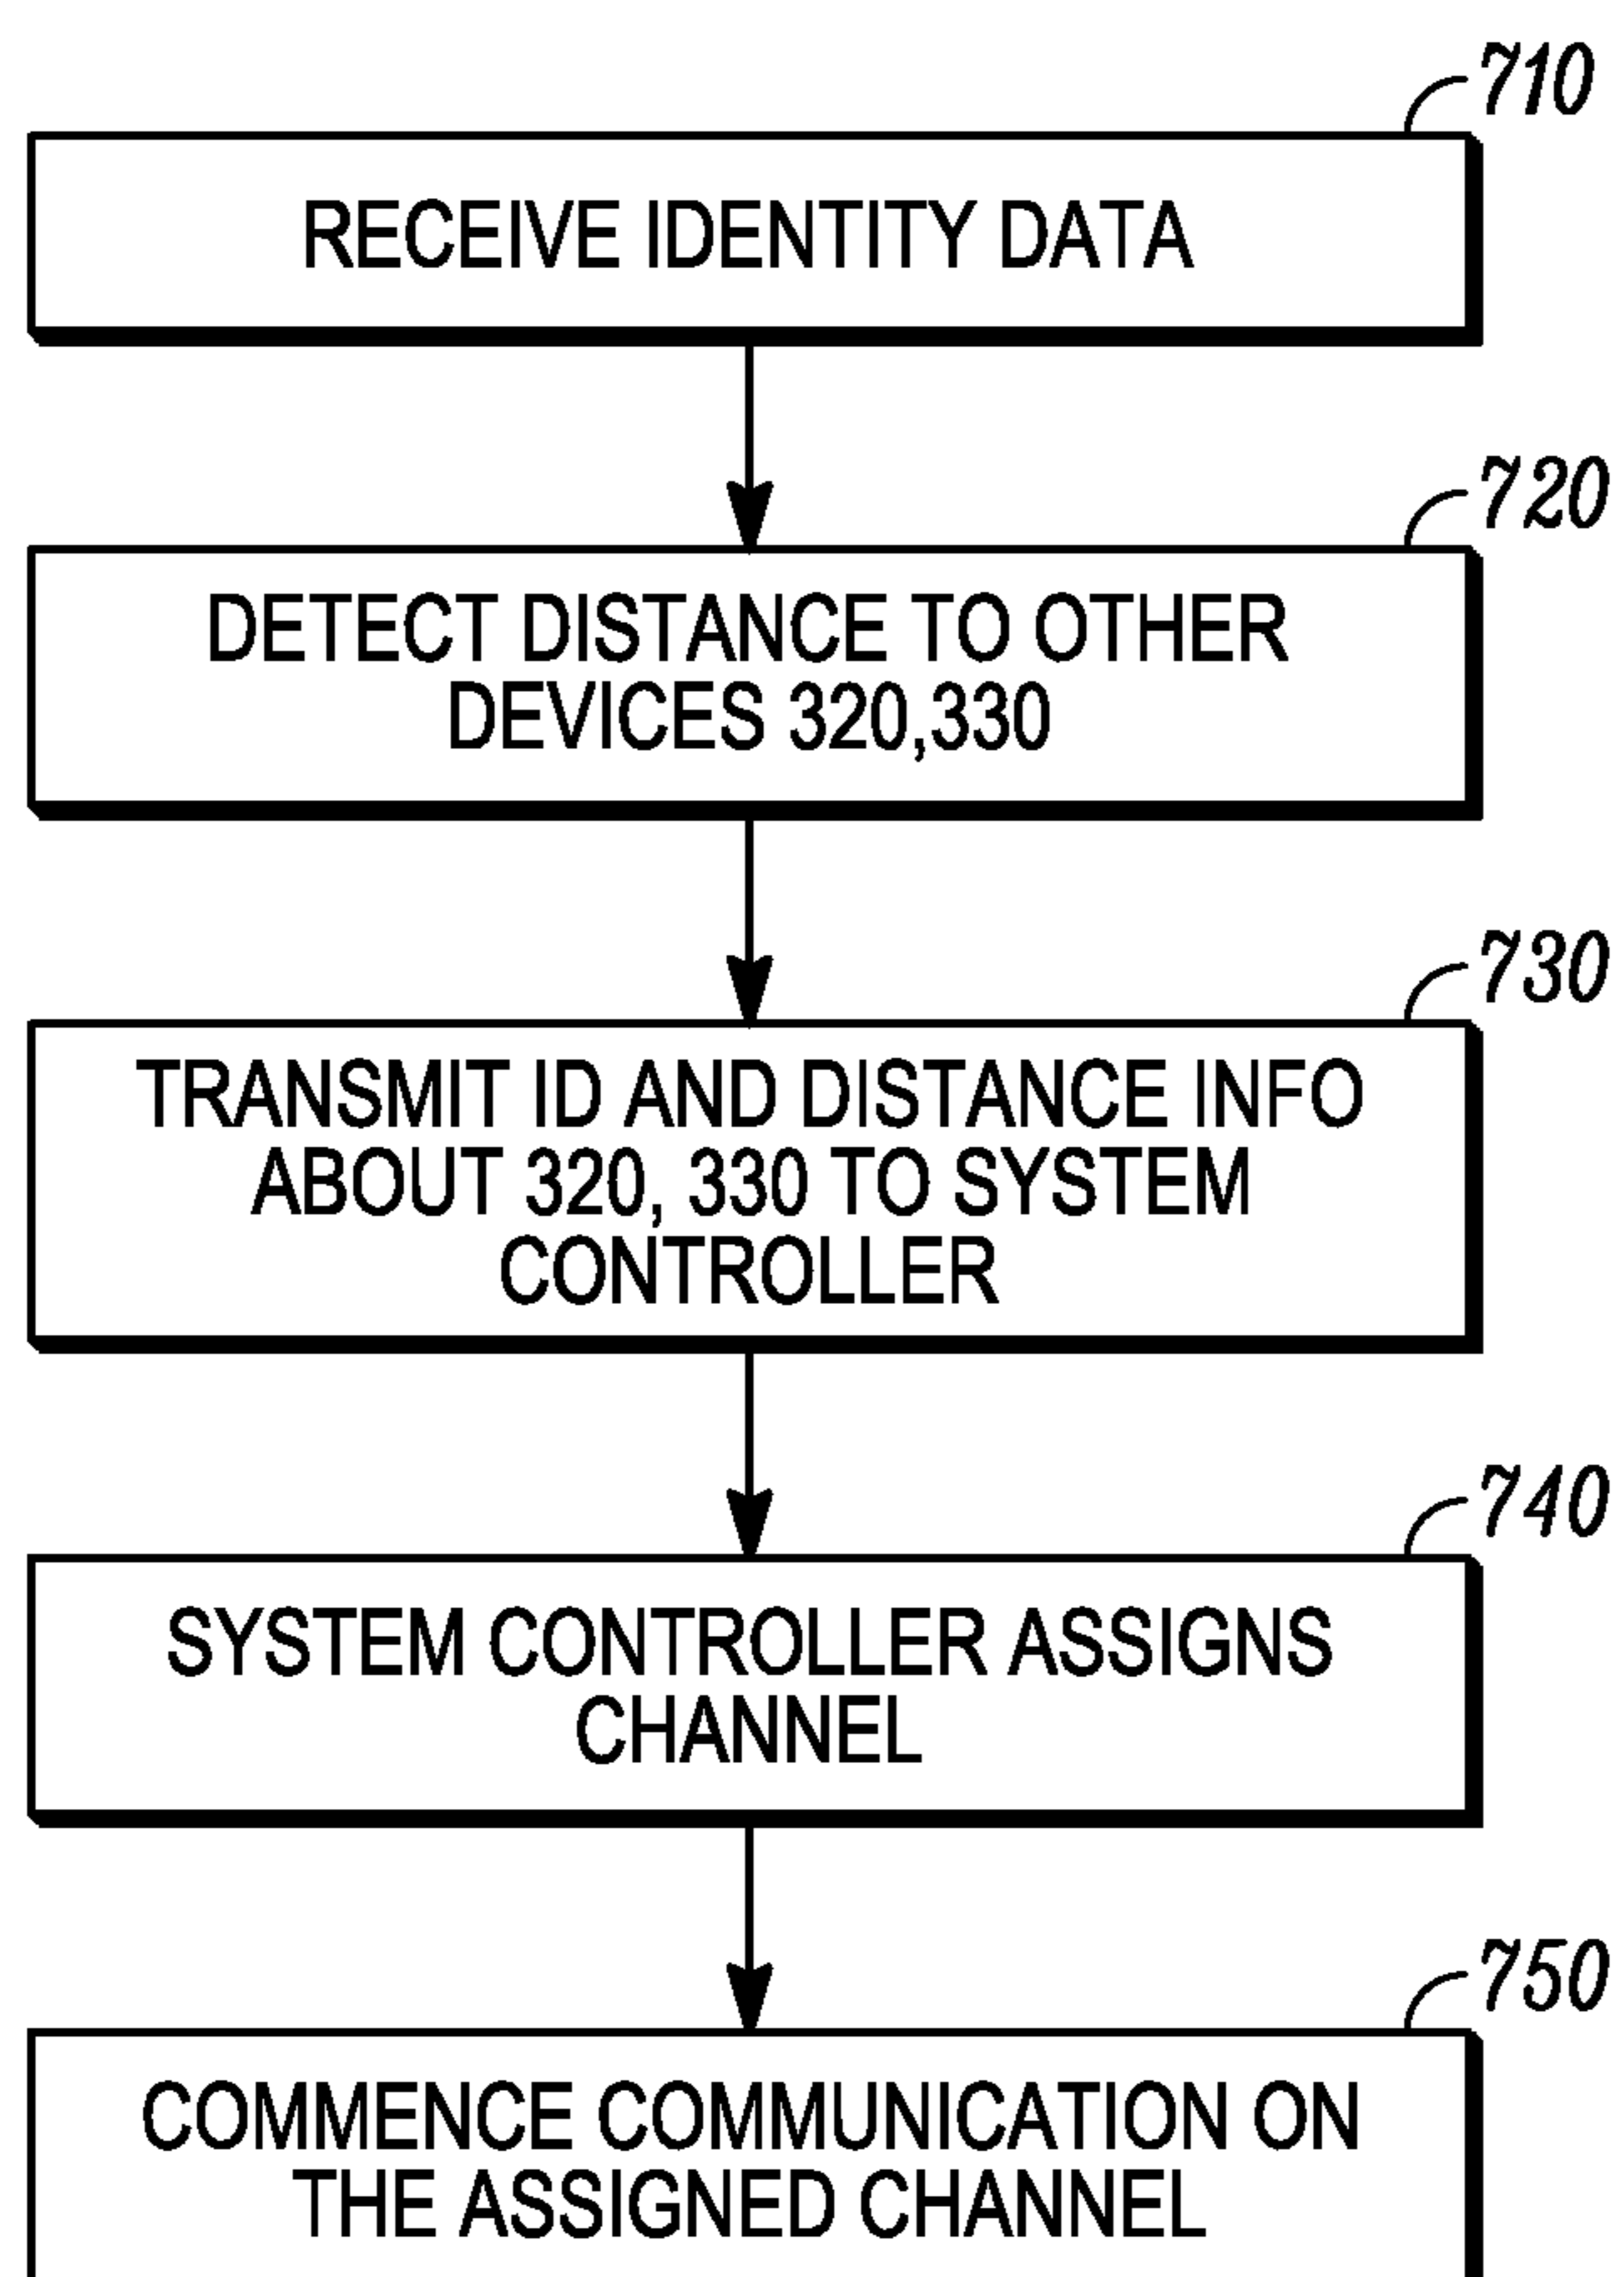 710
RECEIVE IDENTITY DATA
720
DETECT DISTANCE TO OTHER
DEVICES 320,330
730
TRANSMIT ID AND DISTANCE INFO
ABOUT 320, 330 TO SYSTEM
CONTROLLER
740
SYSTEM CONTROLLER ASSIGNS
CHANNEL
750
COMMENCE COMMUNICATION ON
THE ASSIGNED CHANNEL